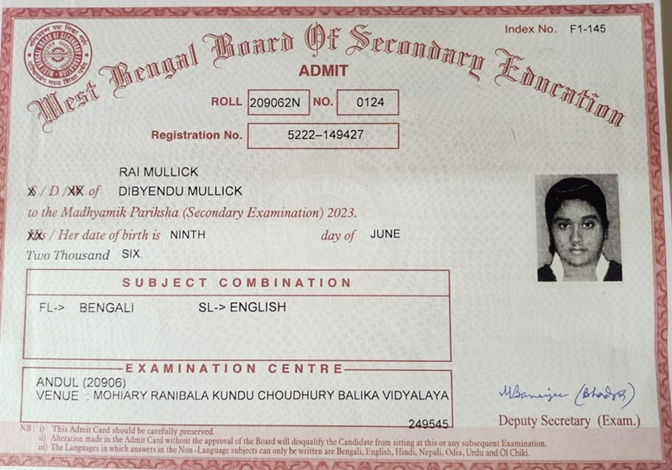 Index No. F1-145
West Bengal Board Of Secondary Education
ADMIT
ROLL 209062N NO. 0124
Registration No. 5222-149427
RAI MULLICK
S / D / W of DIBYENDU MULLICK
to the Madhyamik Pariksha (Secondary Examination) 2023.
His / Her date of birth is NINTH day of JUNE
Two Thousand SIX.
SUBJECT COMBINATION
FL-> BENGALI SL-> ENGLISH
EXAMINATION CENTRE
ANDUL (20906)
VENUE : MOHIARY RANIBALA KUNDU CHOUDHURY BALIKA VIDYALAYA
249545
Deputy Secretary (Exam.)
NB: i) This Admit Card should be carefully preserved.
ii) Alteration made in the Admit Card without the approval of the Board will disqualify the Candidate from sitting at this or any subsequent Examination.
iii) The Languages in which answers in the Non-Language subjects can be only be written are Bengali, English, Hindi, Nepali, Odia, Urdu and Ol Chiki.